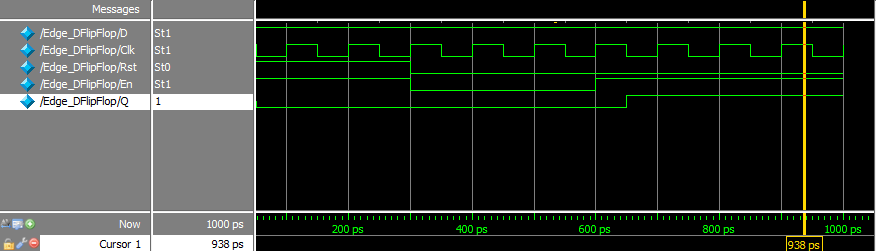 Messages
/Edge_DFlipFlop/D St1
/Edge_DFlipFlop/Clk St1
/Edge_DFlipFlop/Rst St0
/Edge_DFlipFlop/En St1
/Edge_DFlipFlop/Q 1
Now 1000 ps 200 ps 400 ps 600 ps 800 ps 1000 ps
Cursor 1 938 ps 938 ps